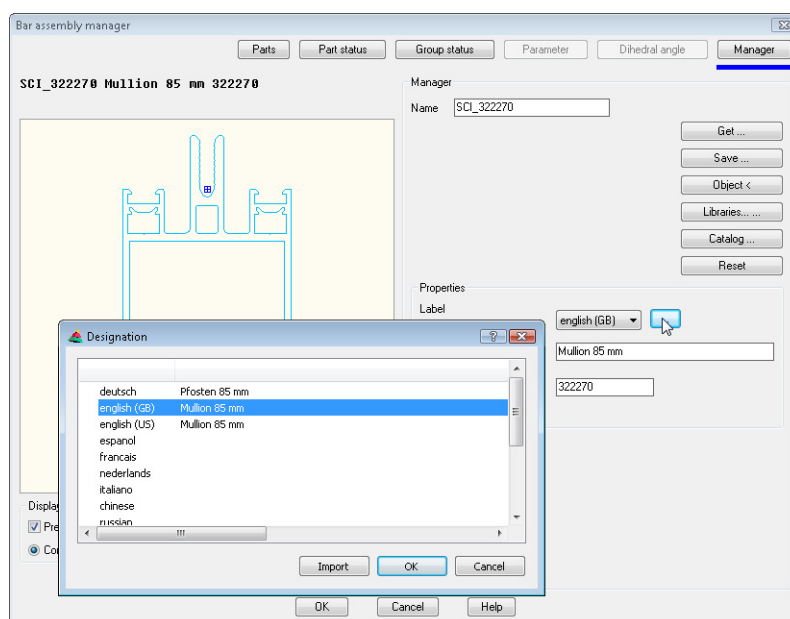 Bar assembly manager
Parts Part status Group status Parameter Dihedral angle Manager
SCI_322270 Mullion 85 mm 322270
Manager
Name SCI_322270
Get ...
Save ...
Object <
Libraries... ...
Catalog ...
Reset
Properties
Label
english (GB)
Mullion 85 mm
322270
Designation
deutsch Pfosten 85 mm
english (GB) Mullion 85 mm
english (US) Mullion 85 mm
espanol
francais
nederlands
italiano
chinese
russian
Import OK Cancel
OK Cancel Help